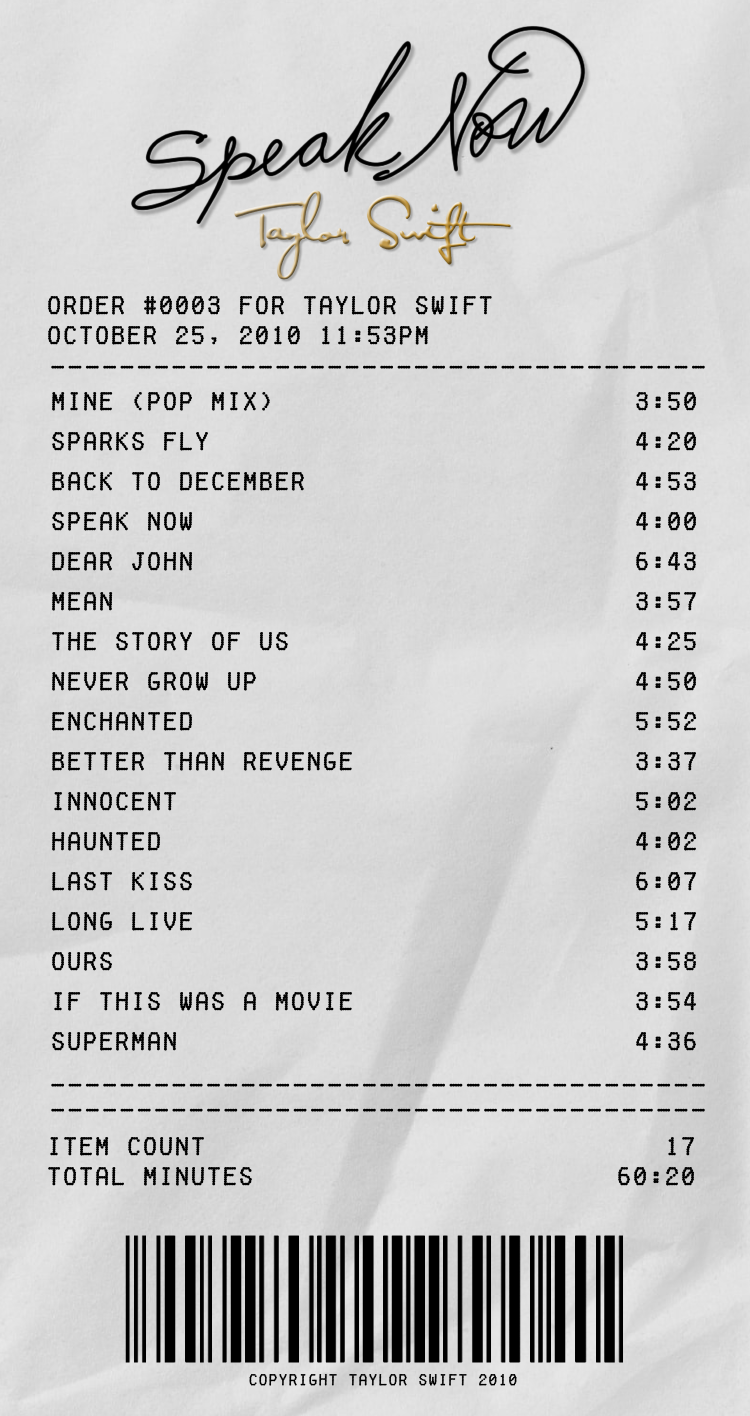 Speak Now
Taylor Swift
ORDER #0003 FOR TAYLOR SWIFT
OCTOBER 25, 2010 11:53PM
MINE (POP MIX) 3:50
SPARKS FLY 4:20
BACK TO DECEMBER 4:53
SPEAK NOW 4:00
DEAR JOHN 6:43
MEAN 3:57
THE STORY OF US 4:25
NEVER GROW UP 4:50
ENCHANTED 5:52
BETTER THAN REVENGE 3:37
INNOCENT 5:02
HAUNTED 4:02
LAST KISS 6:07
LONG LIVE 5:17
OURS 3:58
IF THIS WAS A MOVIE 3:54
SUPERMAN 4:36
ITEM COUNT 17
TOTAL MINUTES 60:20
COPYRIGHT TAYLOR SWIFT 2010